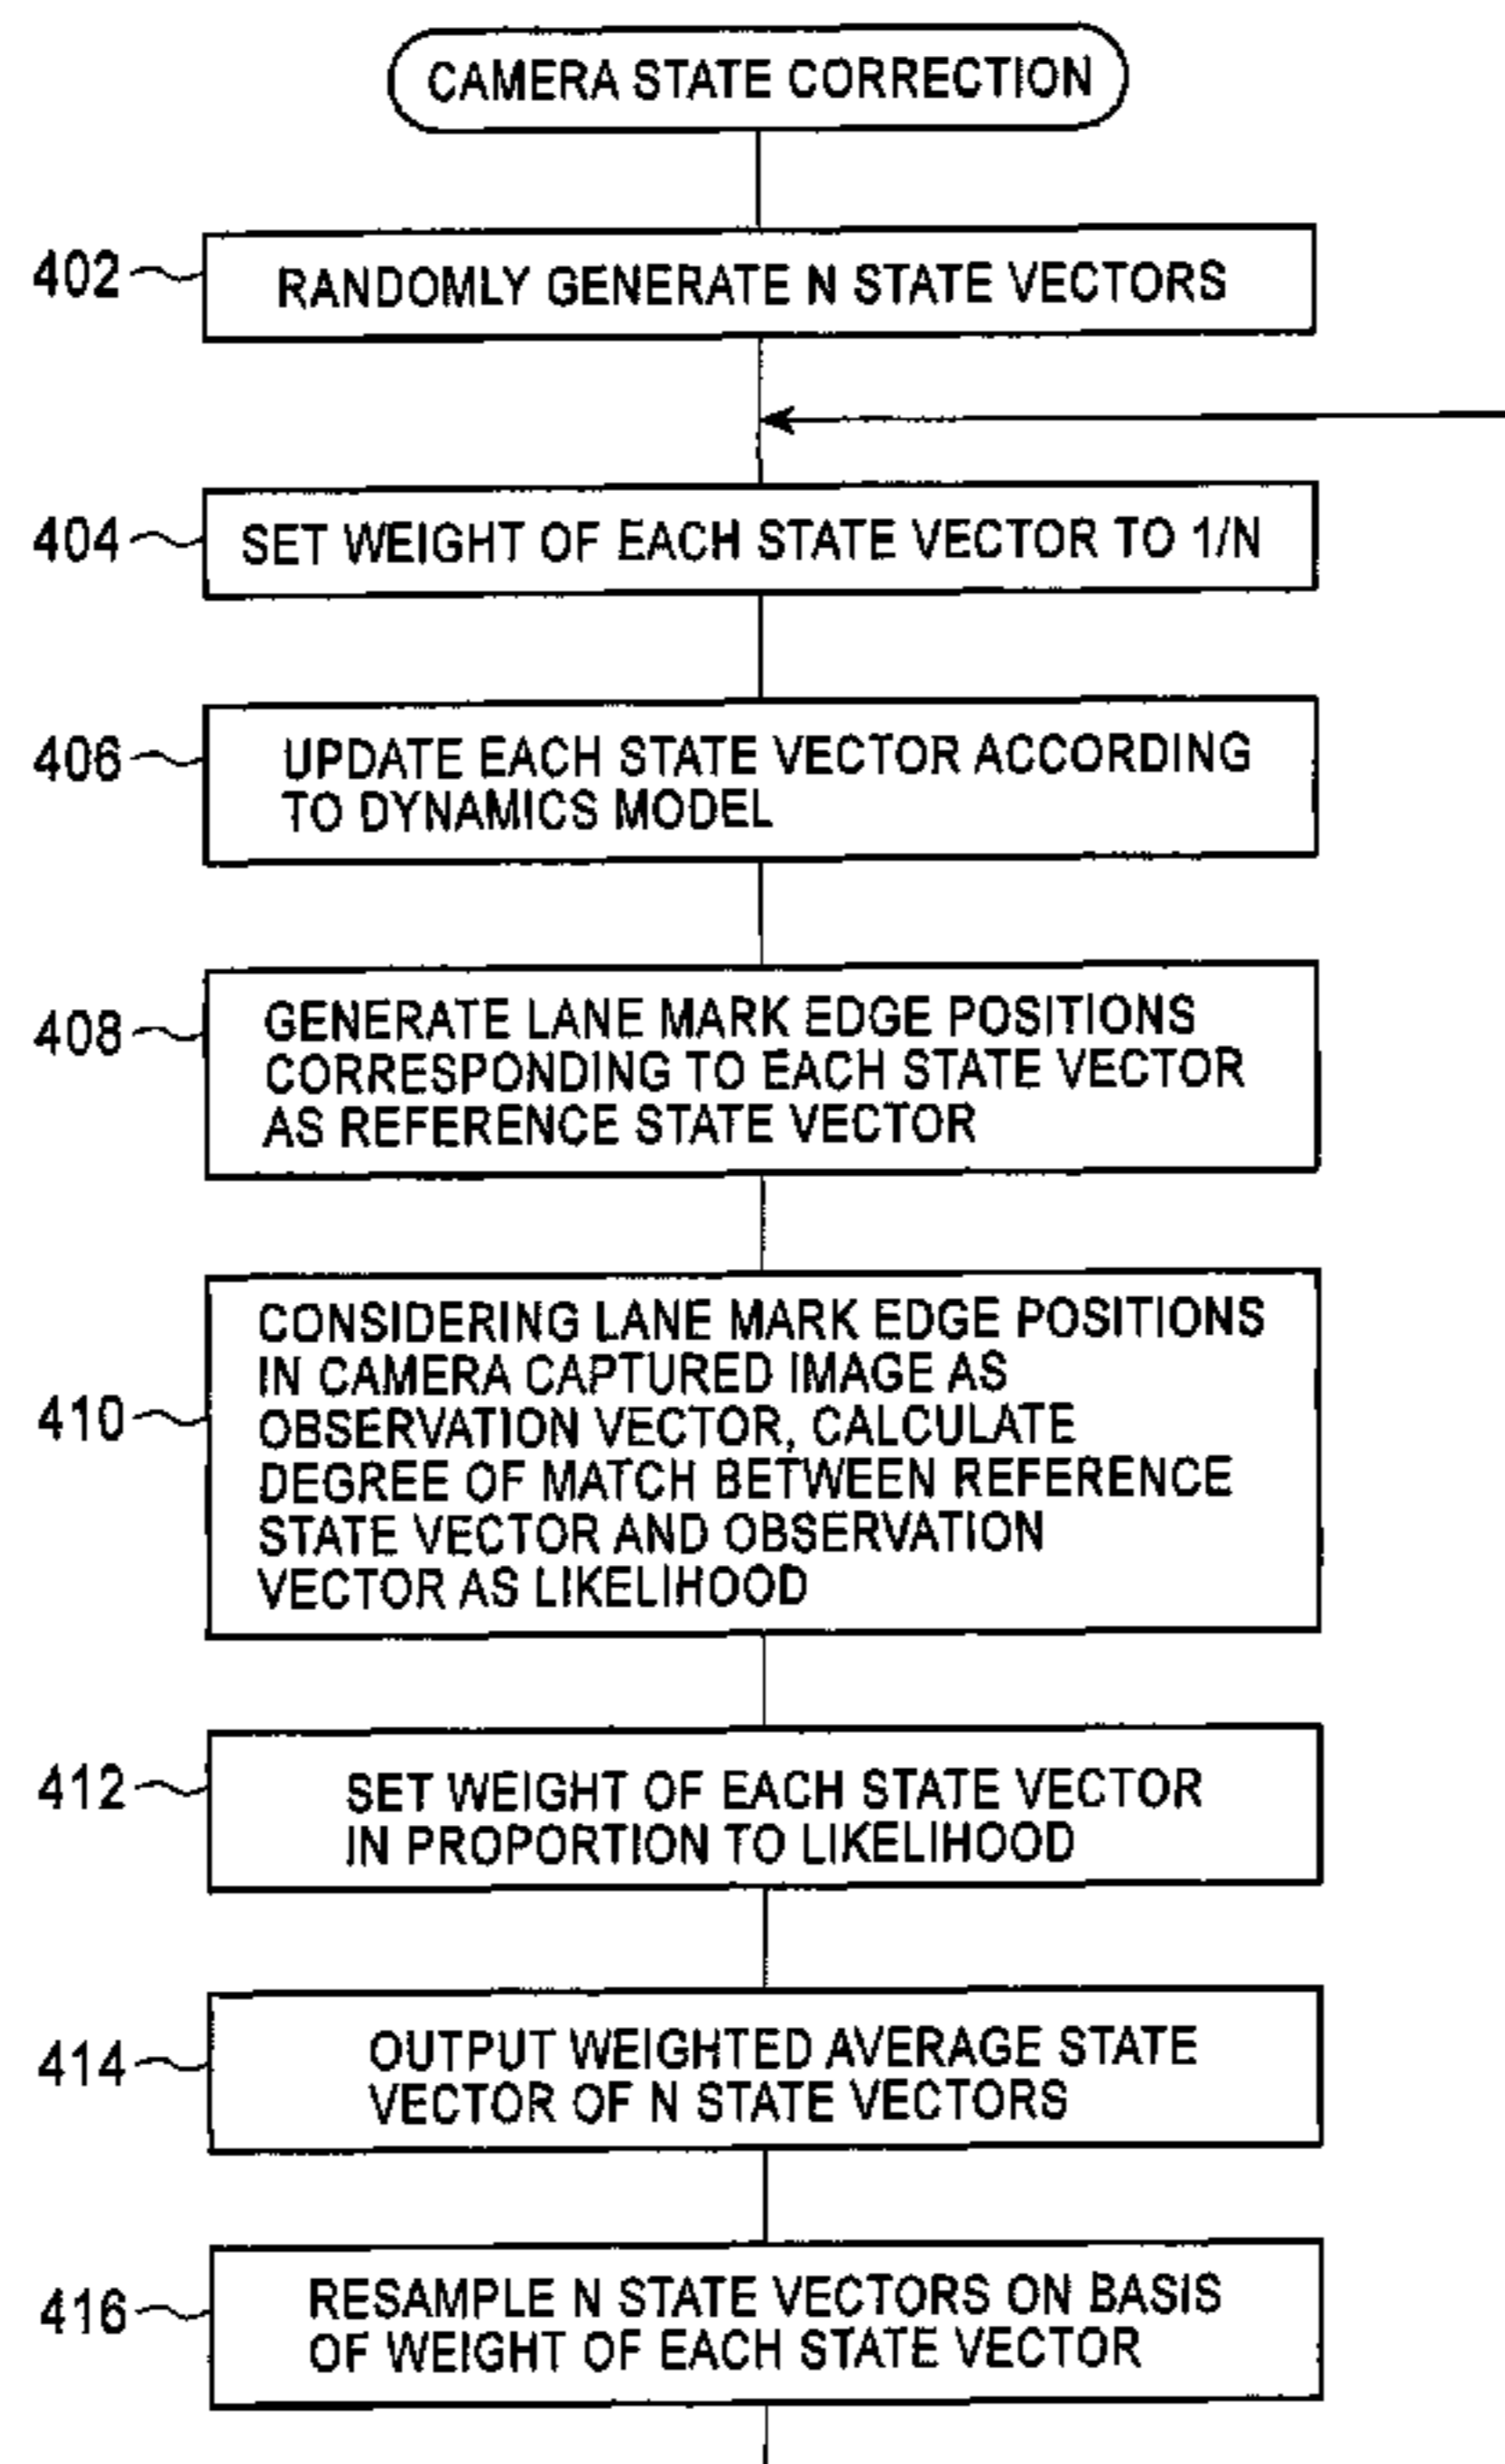 CAMERA STATE CORRECTION
402
RANDOMLY GENERATE N STATE VECTORS
404
SET WEIGHT OF EACH STATE VECTOR TO 1/N
406
UPDATE EACH STATE VECTOR ACCORDING
TO DYNAMICS MODEL
408
GENERATE LANE MARK EDGE POSITIONS
CORRESPONDING TO EACH STATE VECTOR
AS REFERENCE STATE VECTOR
410
CONSIDERING LANE MARK EDGE POSITIONS
IN CAMERA CAPTURED IMAGE AS
OBSERVATION VECTOR, CALCULATE
DEGREE OF MATCH BETWEEN REFERENCE
STATE VECTOR AND OBSERVATION
VECTOR AS LIKELIHOOD
412
SET WEIGHT OF EACH STATE VECTOR
IN PROPORTION TO LIKELIHOOD
414
OUTPUT WEIGHTED AVERAGE STATE
VECTOR OF N STATE VECTORS
416
RESAMPLE N STATE VECTORS ON BASIS
OF WEIGHT OF EACH STATE VECTOR